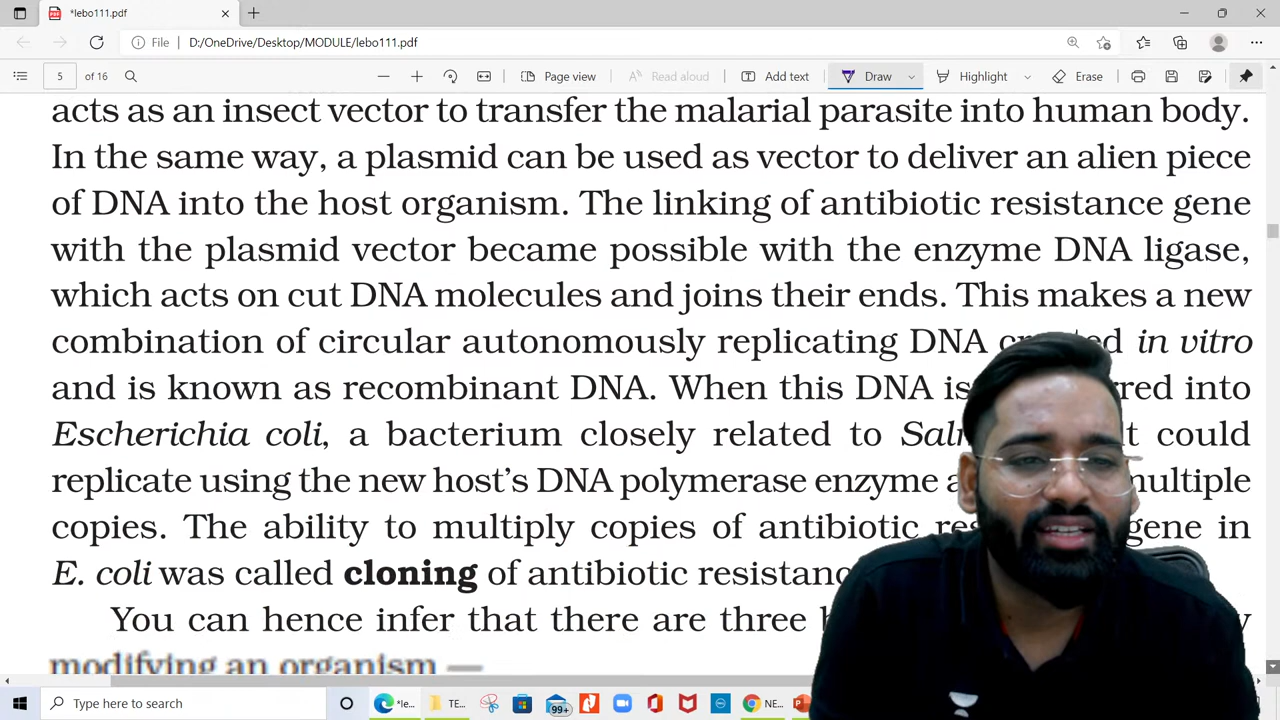 *lebo111.pdf
File D:/OneDrive/Desktop/MODULE/lebo111.pdf
5 of 16 Page view Read aloud Add text Draw Highlight Erase
acts as an insect vector to transfer the malarial parasite into human body.
In the same way, a plasmid can be used as vector to deliver an alien piece
of DNA into the host organism. The linking of antibiotic resistance gene
with the plasmid vector became possible with the enzyme DNA ligase,
which acts on cut DNA molecules and joins their ends. This makes a new
combination of circular autonomously replicating DNA in vitro
and is known as recombinant DNA. When this DNA is into
Escherichia coli, a bacterium closely related to could
replicate using the new host's DNA polymerase enzyme multiple
copies. The ability to multiply copies of antibiotic gene in
E. coli was called cloning of antibiotic
You can hence infer that there are three
modifying an organism —
Type here to search *le... TE... 99+ NE...